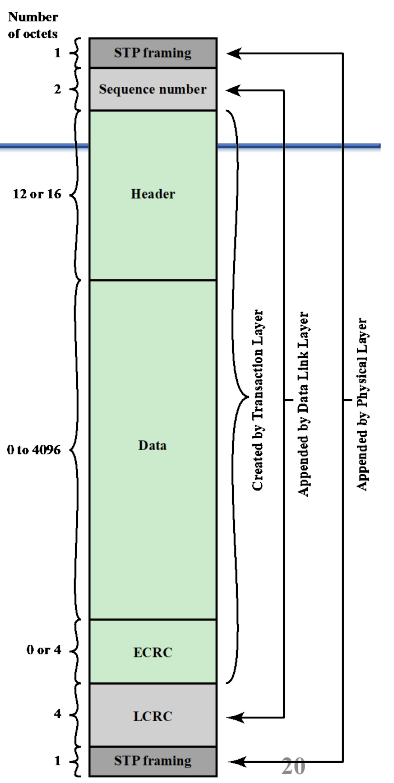 Number
of octets
1
STP framing
2
Sequence number
12 or 16
Header
0 to 4096
Data
0 or 4
ECRC
4
LCRC
1
STP framing
Created by Transaction Layer
Appended by Data Link Layer
Appended by Physical Layer
20